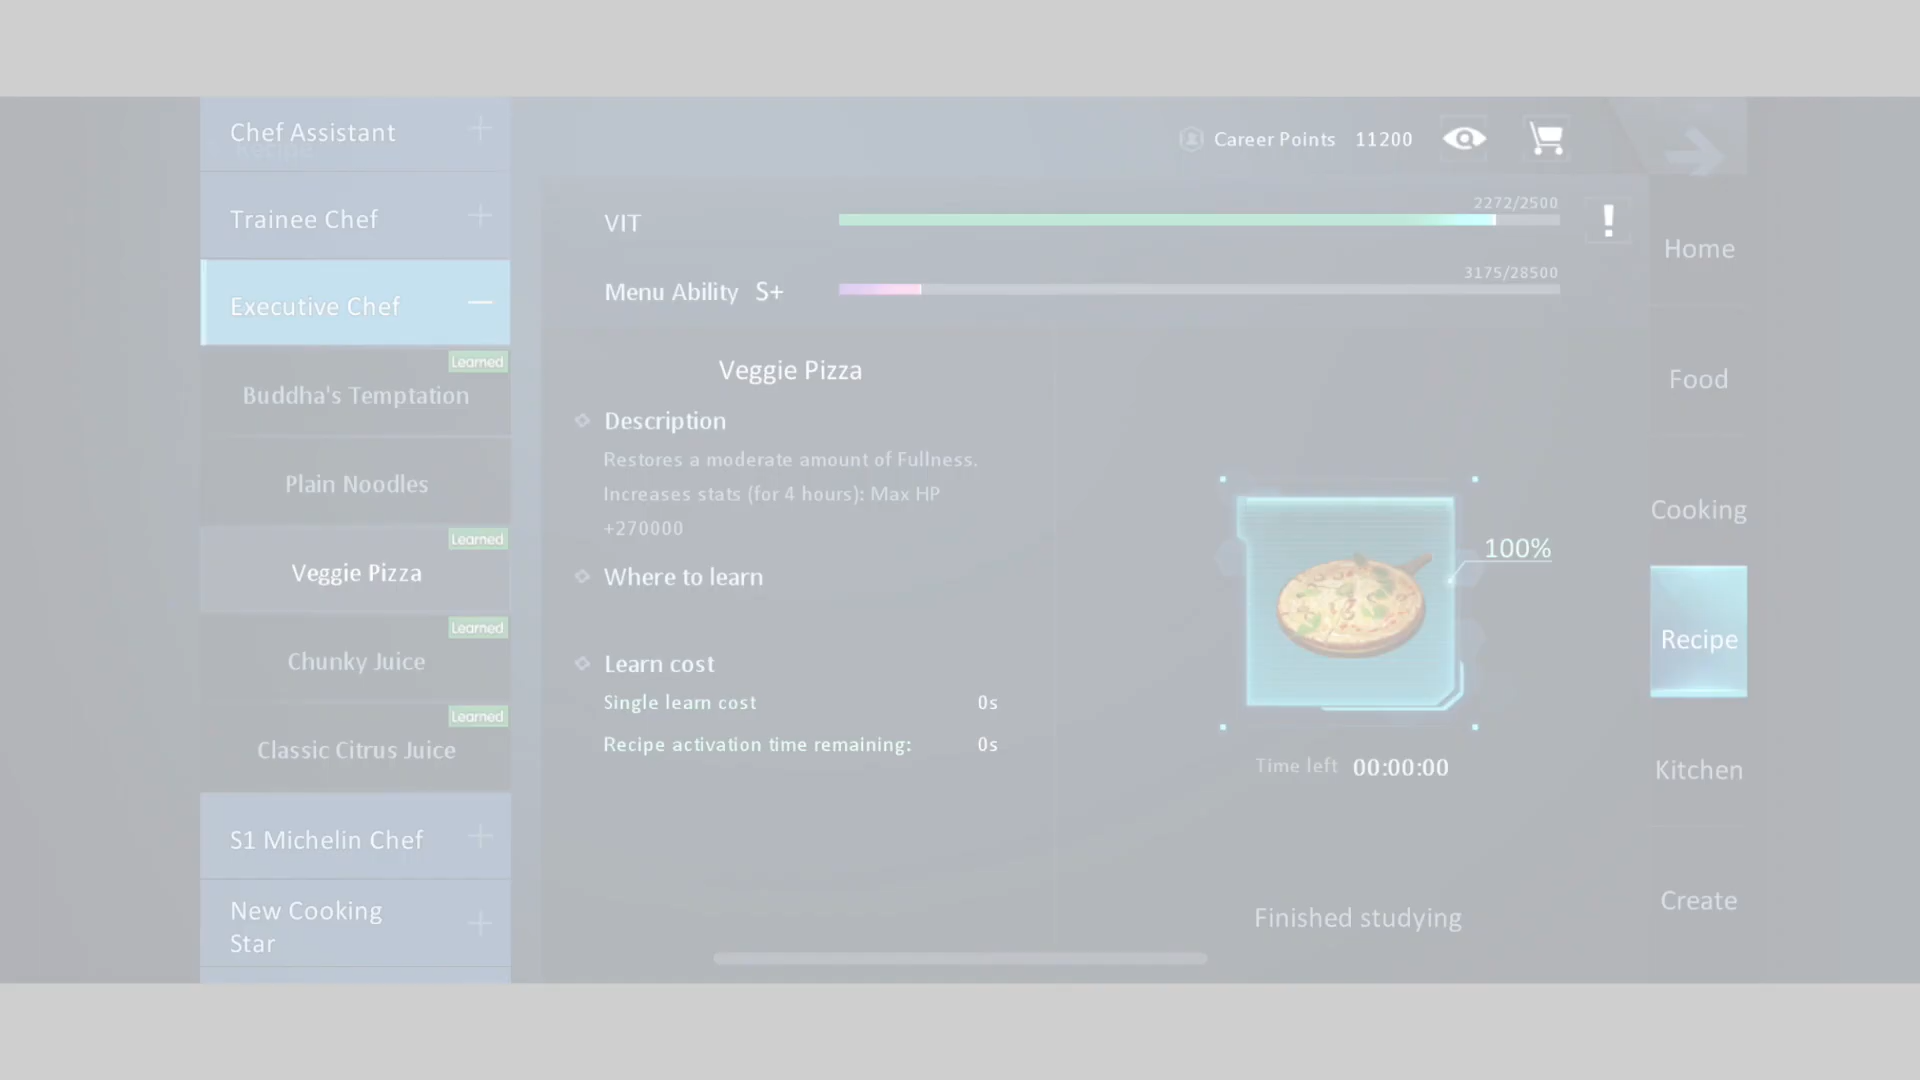 Chef Assistant
Recipe
Trainee Chef
Executive Chef
Learned
Buddha's Temptation
Plain Noodles
Learned
Veggie Pizza
Learned
Chunky Juice
Learned
Classic Citrus Juice
S1 Michelin Chef
New Cooking
Star
Career Points 11200
VIT
2272/2500
!
Menu Ability S+
3175/28500
Veggie Pizza
Description
Restores a moderate amount of Fullness.
Increases stats (for 4 hours): Max HP
+270000
Where to learn
Learn cost
Single learn cost 0s
Recipe activation time remaining: 0s
100%
Time left 00:00:00
Finished studying
Home
Food
Cooking
Recipe
Kitchen
Create